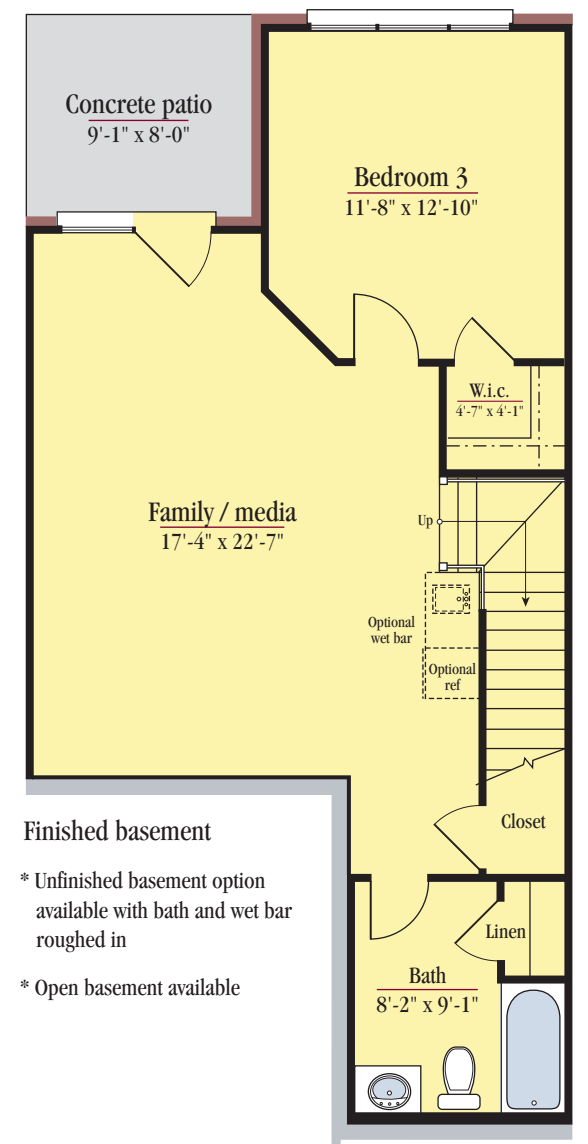 Concrete patio
9'-1" x 8'-0"
Bedroom 3
11'-8" x 12'-10"
W.i.c.
4'-7" x 4'-1"
Family / media
17'-4" x 22'-7"
Up
Optional
wet bar
Optional
ref
Closet
Linen
Bath
8'-2" x 9'-1"
Finished basement
* Unfinished basement option
available with bath and wet bar
roughed in
* Open basement available